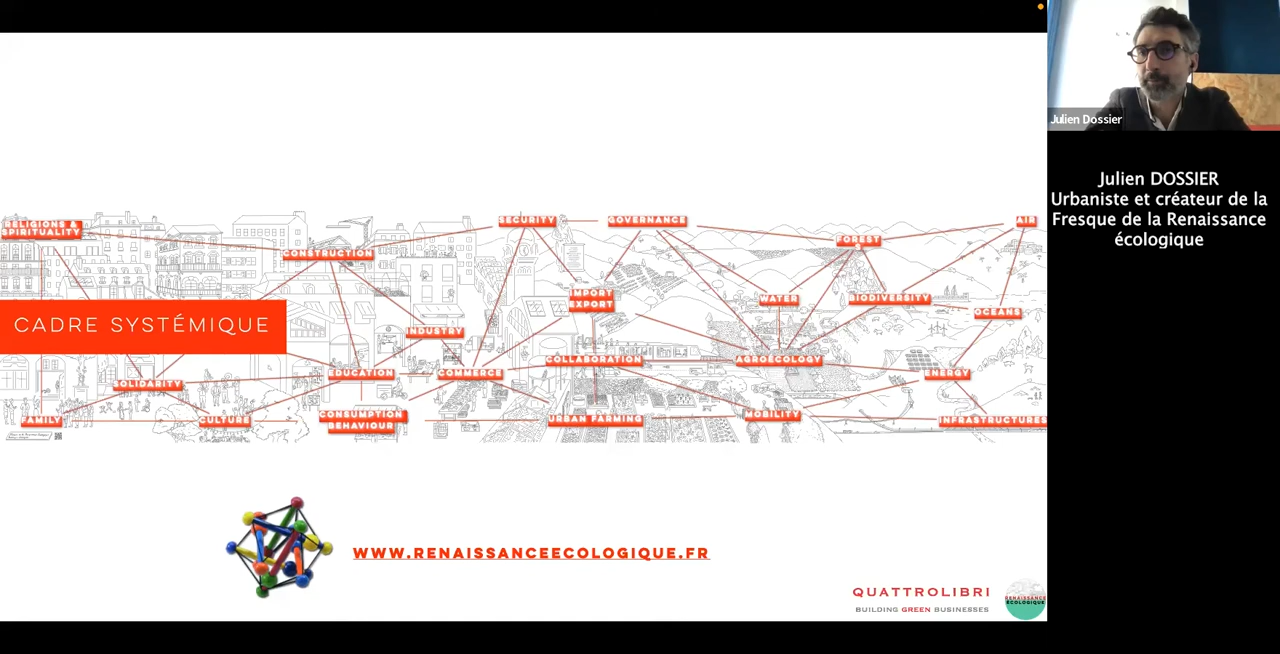 RELIGIONS &
SPIRITUALITY
SECURITY
GOVERNANCE
AIR
CONSTRUCTION
FOREST
IMPORT
EXPORT
WATER
BIODIVERSITY
OCEANS
CADRE SYSTÉMIQUE
INDUSTRY
COLLABORATION
AGROECOLOGY
SOLIDARITY
EDUCATION
COMMERCE
ENERGY
FAMILY
CULTURE
CONSUMPTION
BEHAVIOUR
URBAN FARMING
MOBILITY
INFRASTRUCTURES
WWW.RENAISSANCEECOLOGIQUE.FR
QUATTROLIBRI
BUILDING GREEN BUSINESSES
RENAISSANCE
ECOLOGIQUE
Julien Dossier
Julien DOSSIER
Urbaniste et créateur de la
Fresque de la Renaissance
écologique